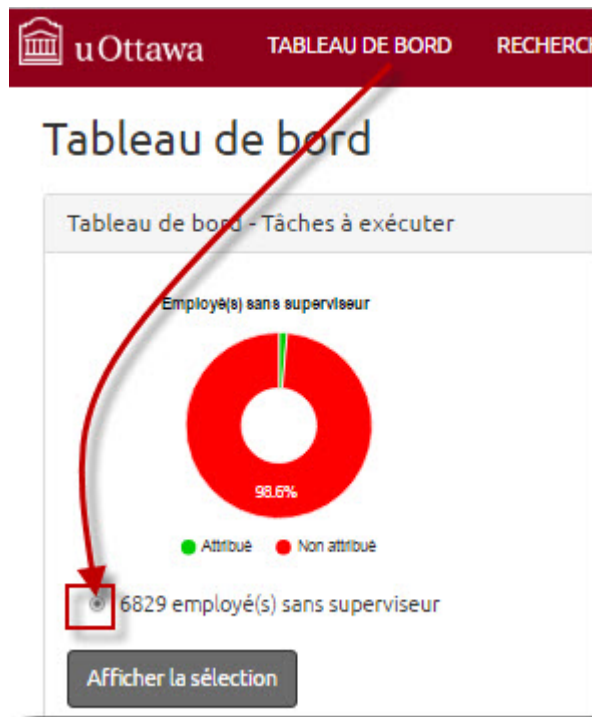 uOttawa TABLEAU DE BORD RECHERCH
Tableau de bord
Tableau de bord - Tâches à exécuter
Employé(s) sans superviseur
98.6%
Attribué Non attribué
6829 employé(s) sans superviseur
Afficher la sélection